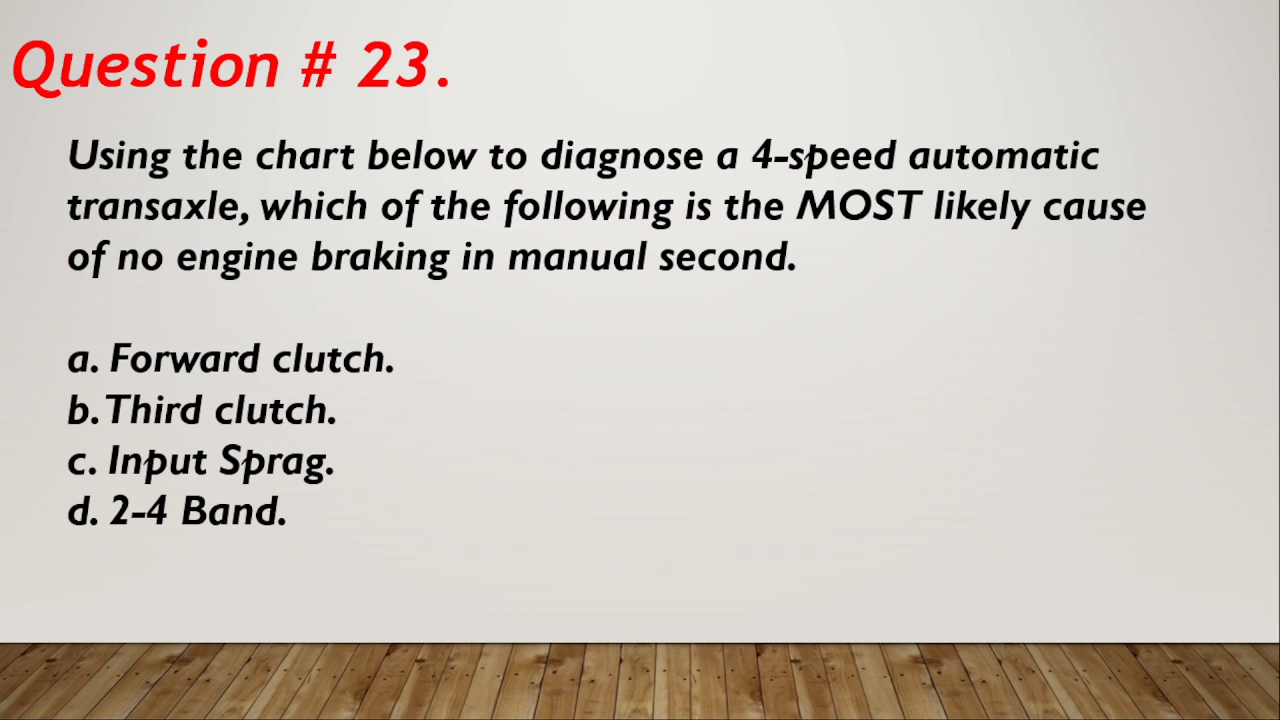 Question # 23.
Using the chart below to diagnose a 4-speed automatic
transaxle, which of the following is the MOST likely cause
of no engine braking in manual second.
a. Forward clutch.
b. Third clutch.
c. Input Sprag.
d. 2-4 Band.